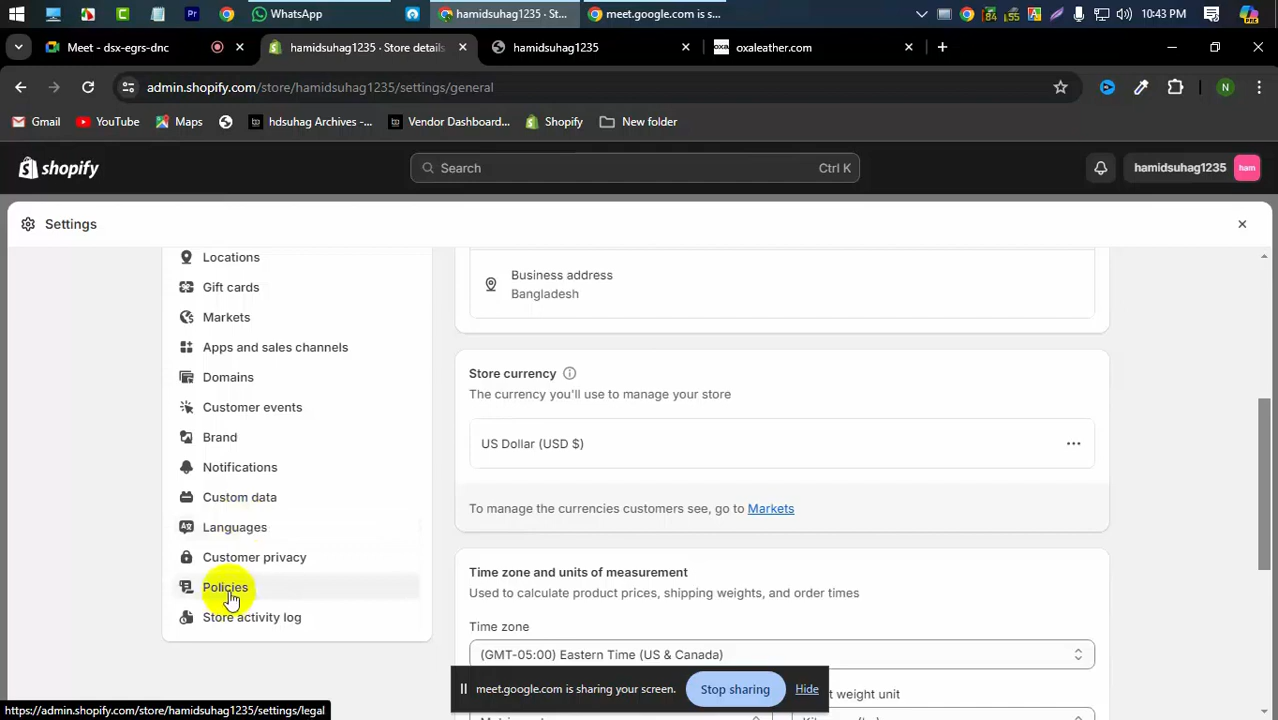 WhatsApp
hamidsuhag1235 · St...
meet.google.com is s...
84
55
10:43 PM
Meet - dsx-egrs-dnc
hamidsuhag1235 · Store details
hamidsuhag1235
oxa
oxaleather.com
admin.shopify.com/store/hamidsuhag1235/settings/general
N
Gmail
YouTube
Maps
hdsuhag Archives -...
Vendor Dashboard...
Shopify
New folder
shopify
Search
Ctrl K
hamidsuhag1235
ham
Settings
Locations
Gift cards
Markets
Apps and sales channels
Domains
Customer events
Brand
Notifications
Custom data
Languages
Customer privacy
Policies
Store activity log
Business address
Bangladesh
Store currency
The currency you'll use to manage your store
US Dollar (USD $)
To manage the currencies customers see, go to Markets
Time zone and units of measurement
Used to calculate product prices, shipping weights, and order times
Time zone
(GMT-05:00) Eastern Time (US & Canada)
t weight unit
meet.google.com is sharing your screen.
Stop sharing
Hide
https://admin.shopify.com/store/hamidsuhag1235/settings/legal